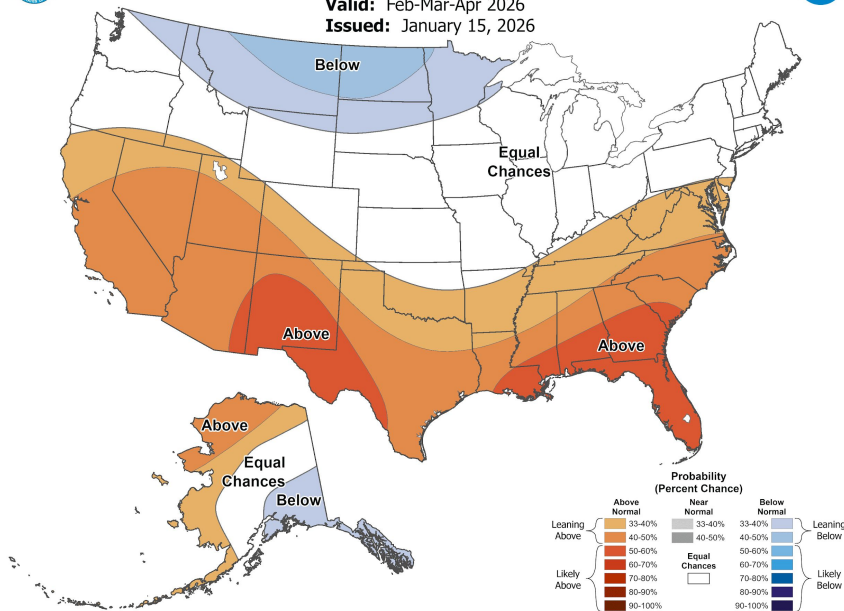 Valid: Feb-Mar-Apr 2026
Issued: January 15, 2026
Below
Equal
Chances
Above
Above
Above
Equal
Chances
Below
Probability
(Percent Chance)
Above
Normal
Near
Normal
Below
Normal
Leaning
Above
33-40%
33-40%
33-40%
Leaning
Below
40-50%
40-50%
40-50%
Likely
Above
50-60%
Equal
Chances
50-60%
Likely
Below
60-70%
60-70%
70-80%
70-80%
80-90%
80-90%
90-100%
90-100%